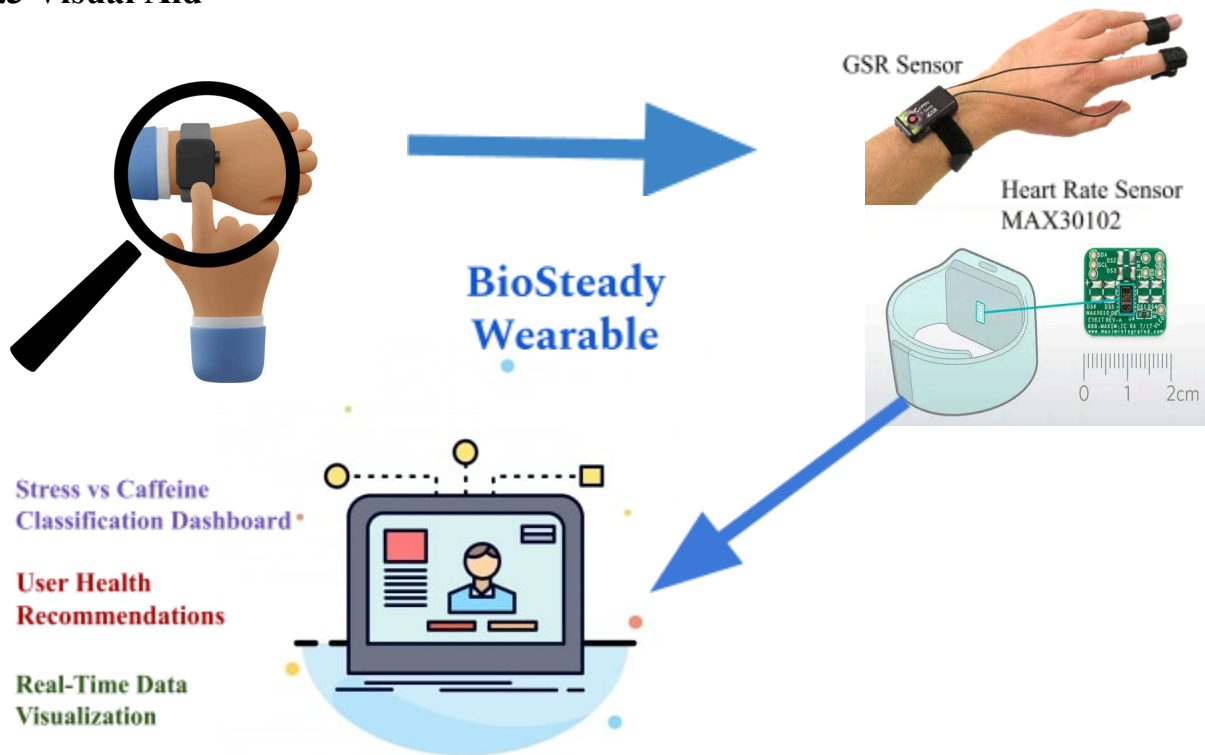 .3 Visual Aid
GSR Sensor
Heart Rate Sensor
MAX30102
BioSteady
Wearable
0 1 2cm
Stress vs Caffeine
Classification Dashboard
User Health
Recommendations
Real-Time Data
Visualization